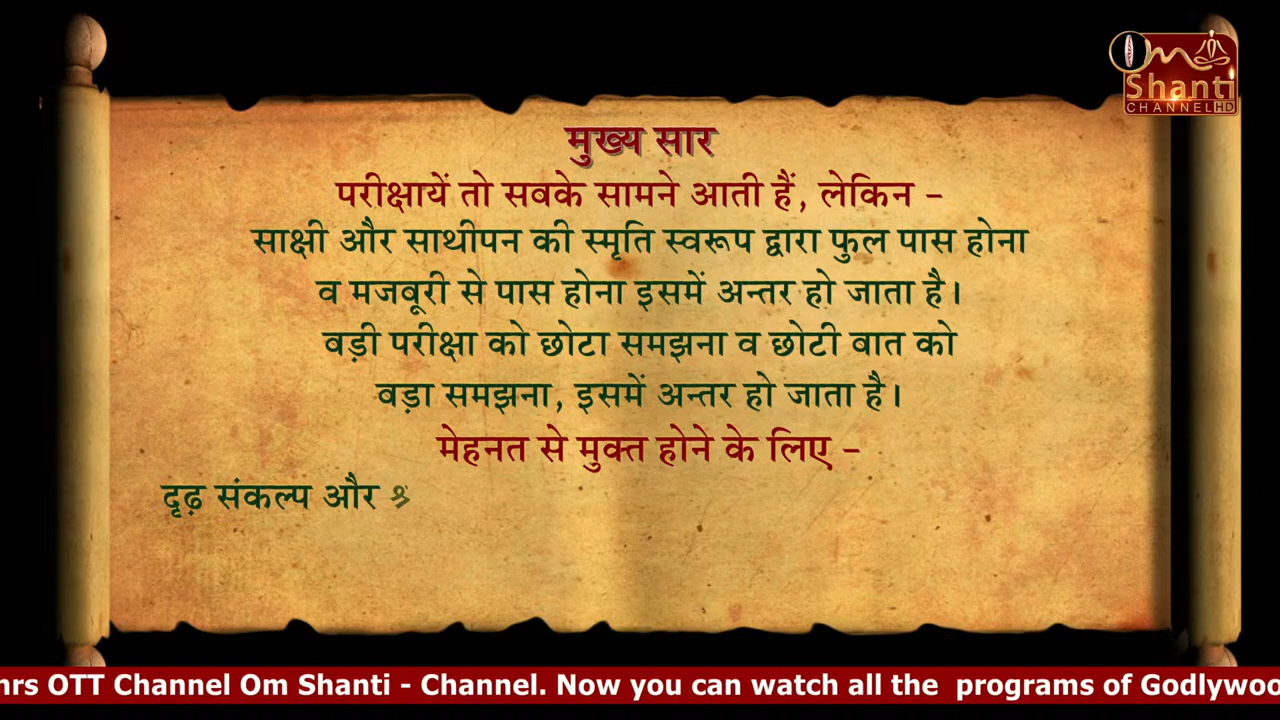 Om
Shanti
CHANNEL HD
मुख्य सार
परीक्षायें तो सबके सामने आती हैं, लेकिन –
साक्षी और साथीपन की स्मृति स्वरूप द्वारा फुल पास होना
व मजबूरी से पास होना इसमें अन्तर हो जाता है।
बड़ी परीक्षा को छोटा समझना व छोटी बात को
बड़ा समझना, इसमें अन्तर हो जाता है।
मेहनत से मुक्त होने के लिए –
दृढ़ संकल्प और
OTT Channel Om Shanti - Channel. Now you can watch all the programs of